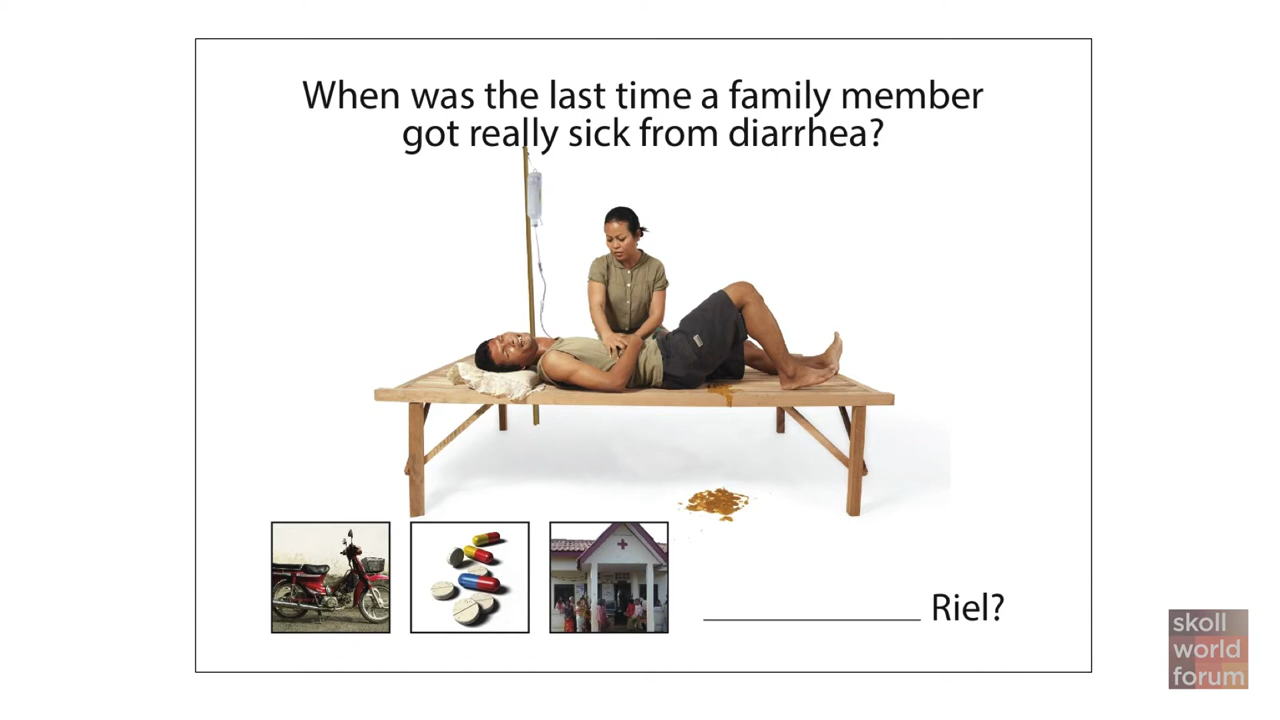 When was the last time a family member
got really sick from diarrhea?
Riel?
skoll
world
forum